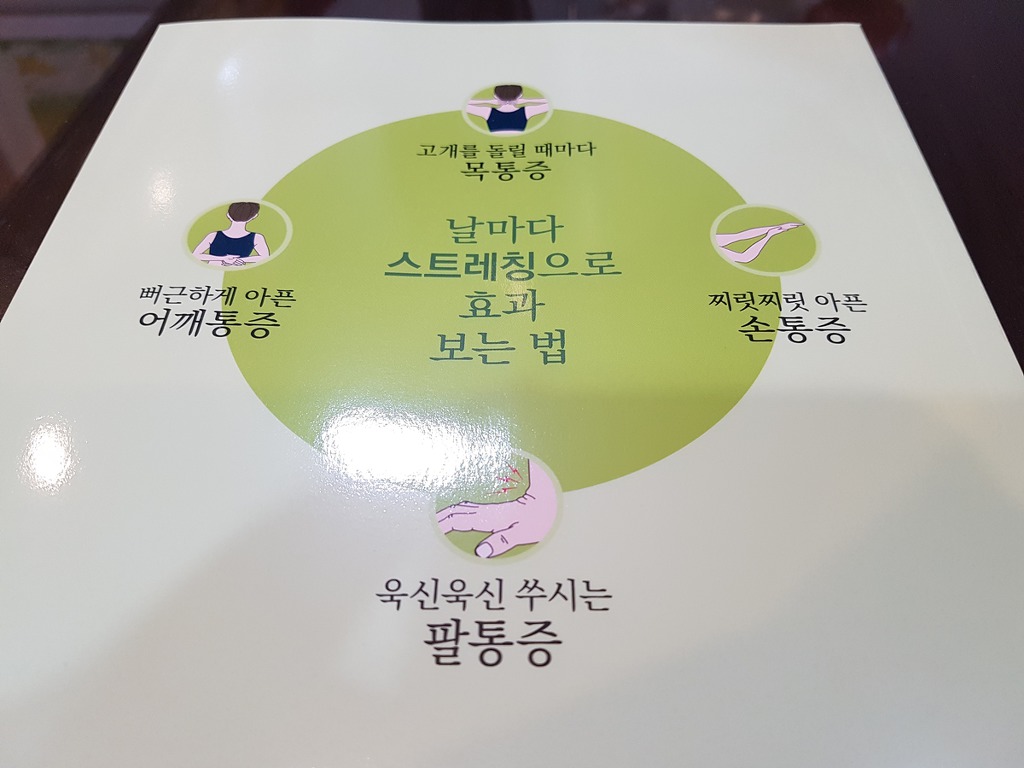 고개를 돌릴 때마다
목통증
날마다
스트레칭으로
효과
보는 법
뻐근하게 아픈
어깨통증
찌릿찌릿 아픈
손통증
욱신욱신 쑤시는
팔통증